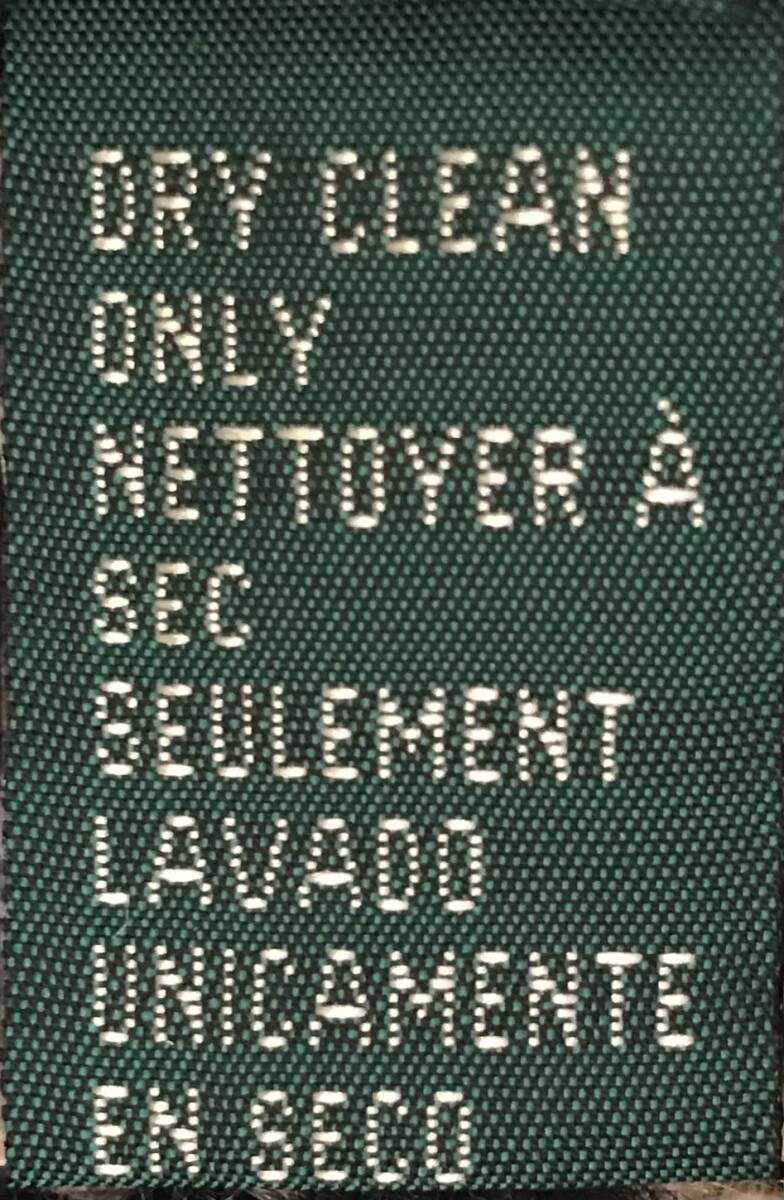 DRY CLEAN
ONLY
NETTOYER À
SEC
SEULEMENT
LAVADO
UNICAMENTE
EN SECO